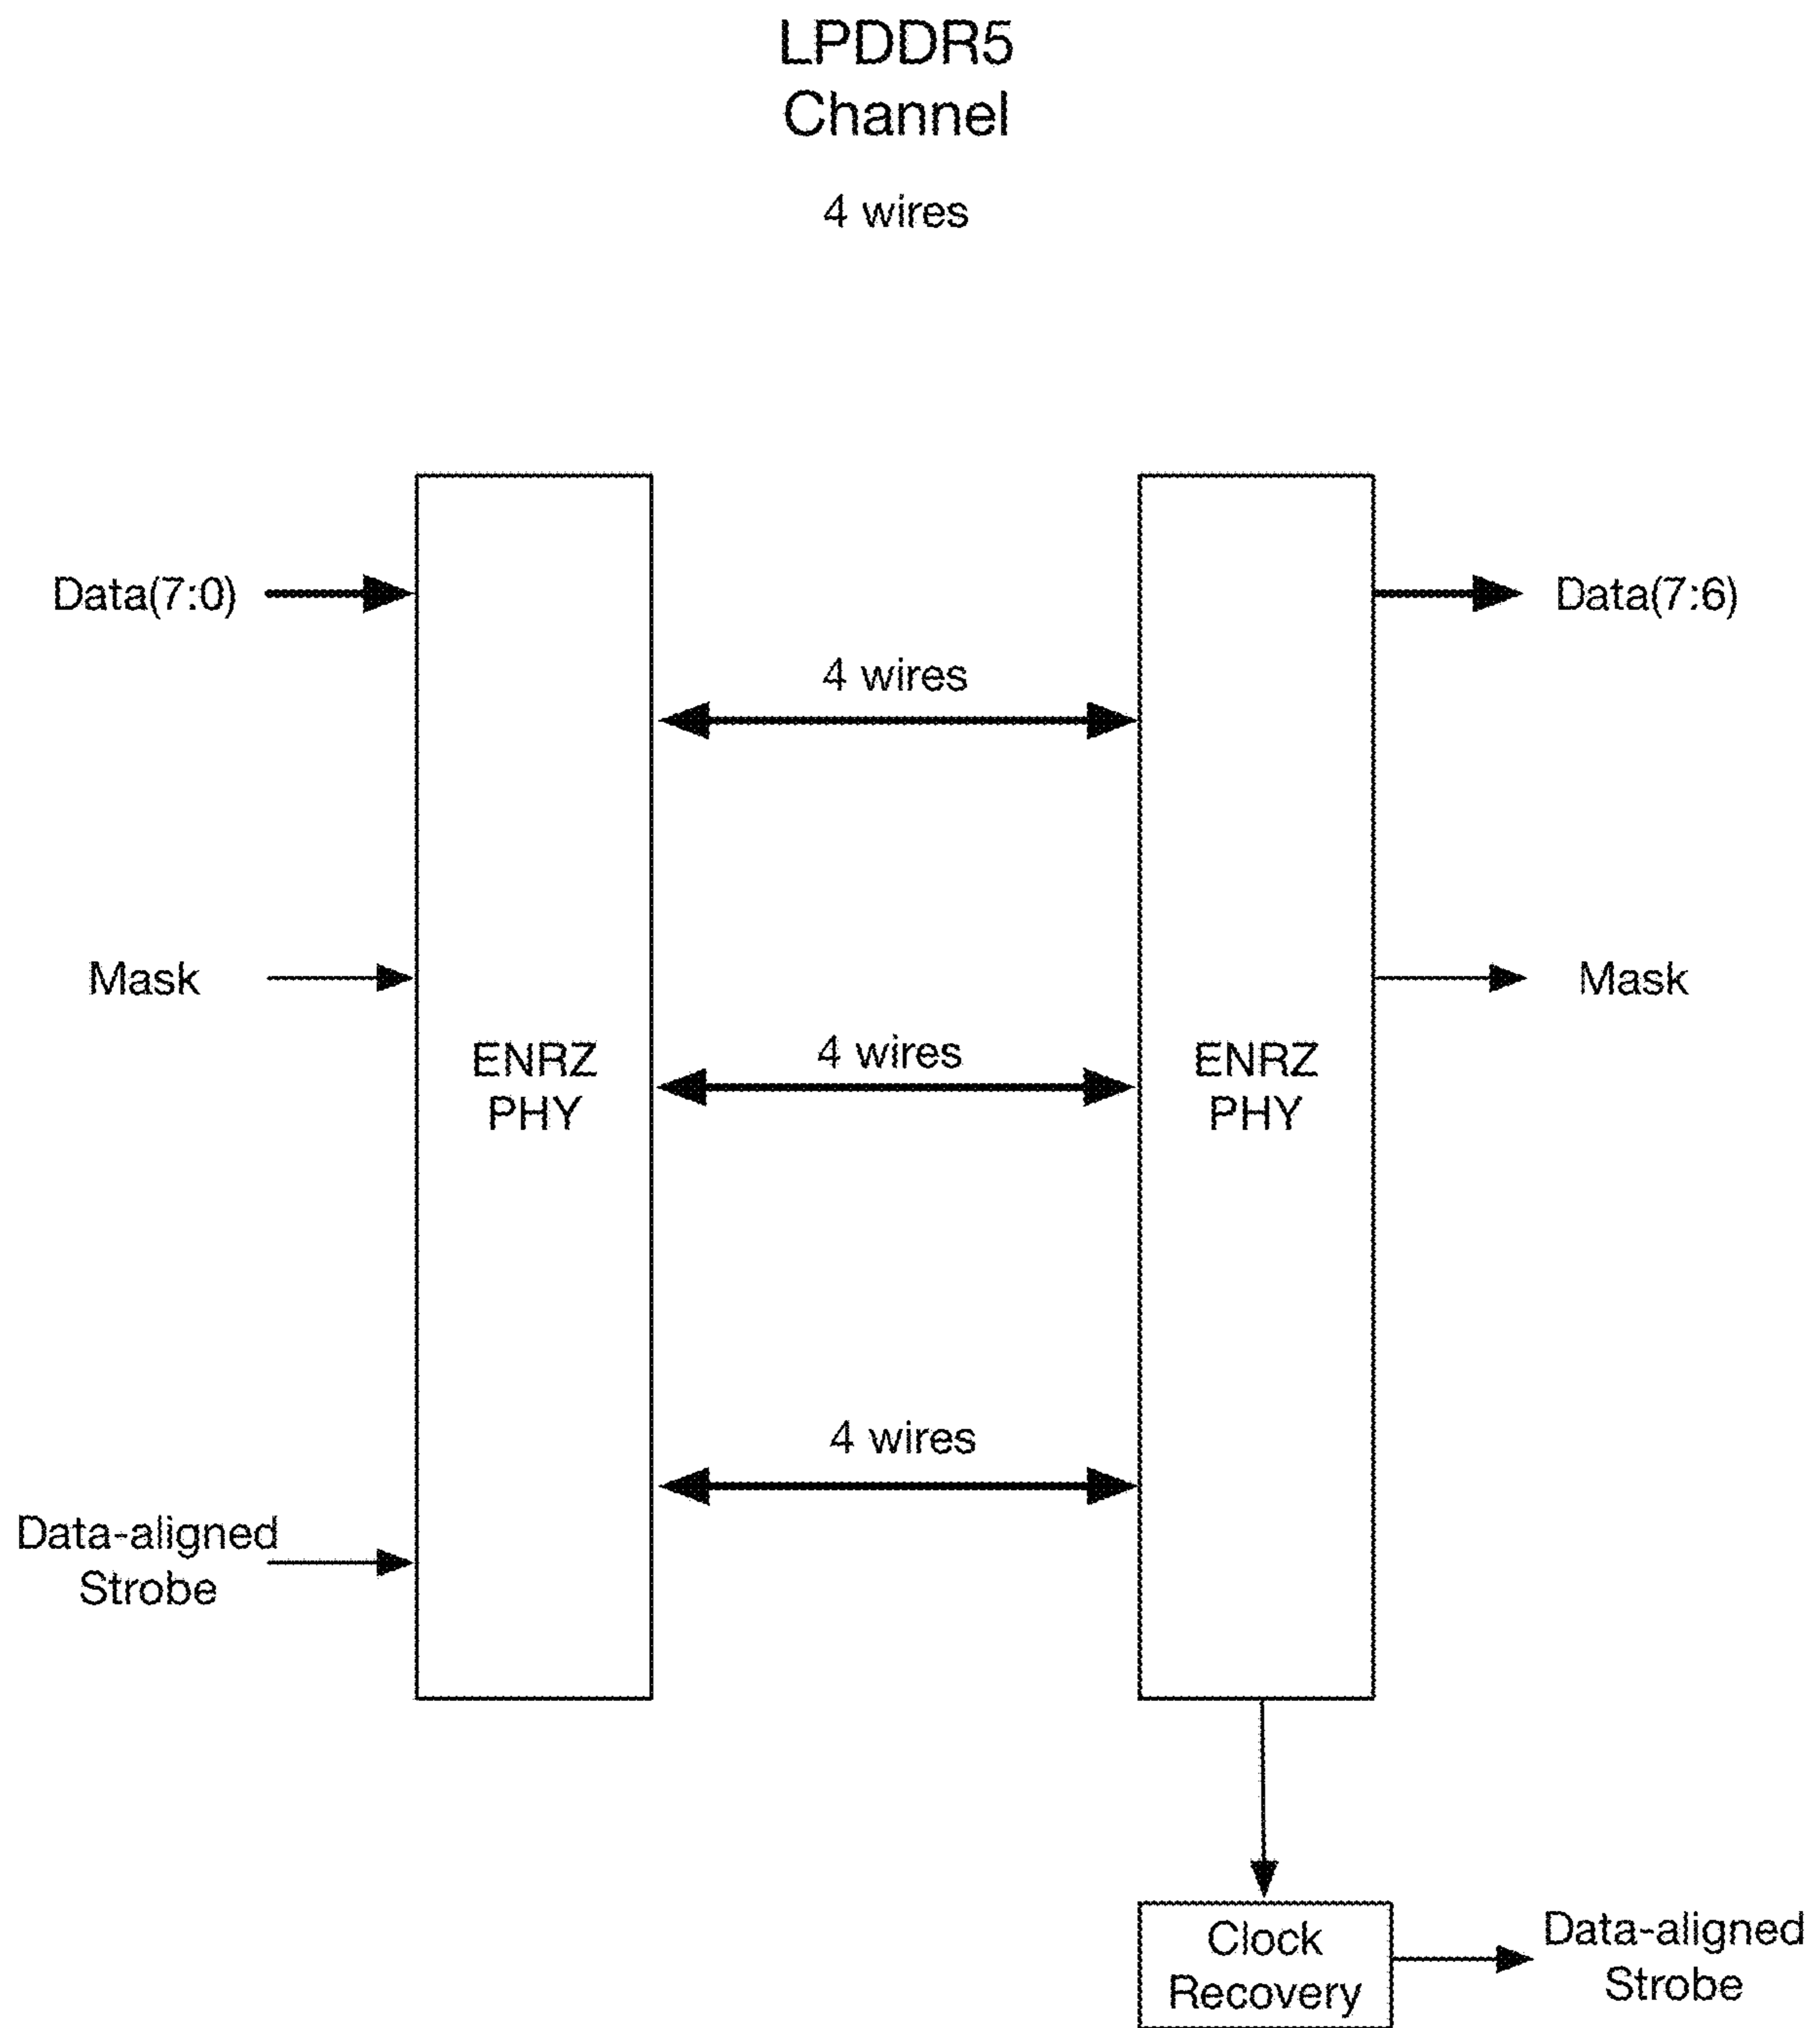 LPDDR5
Channel
4 wires
Data(7:0)
Data(7:6)
4 wires
Mask
Mask
ENRZ
PHY
4 wires
ENRZ
PHY
4 wires
Data-aligned
Strobe
Clock
Recovery
Data-aligned
Strobe